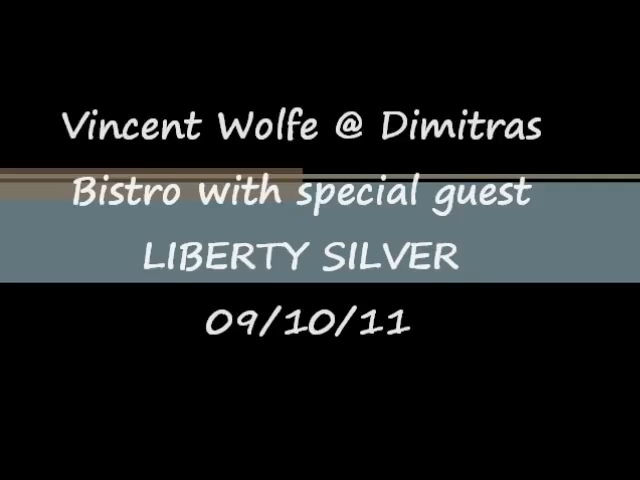 Vincent Wolfe @ Dimitras
Bistro with special guest
LIBERTY SILVER
09/10/11